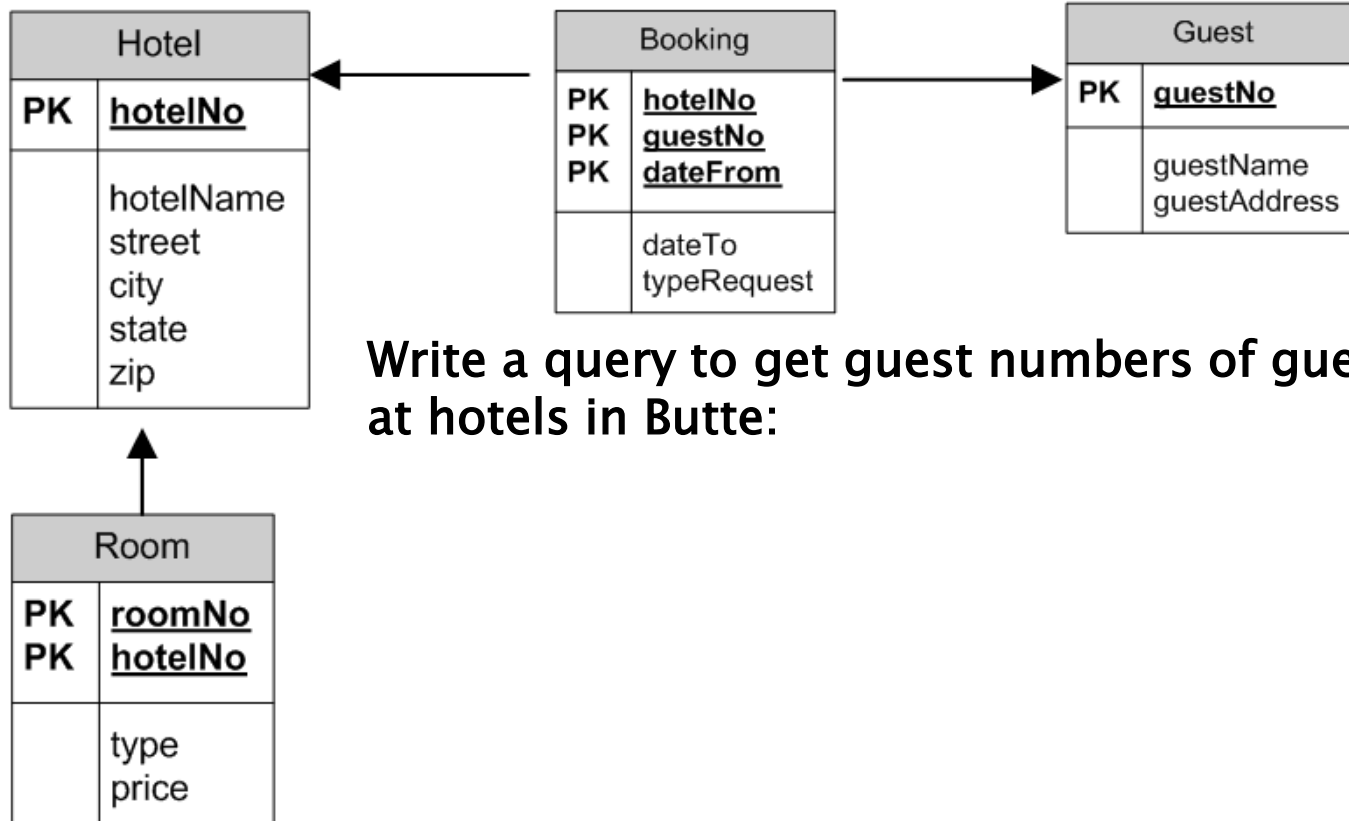 Hotel
PK hotelNo
hotelName
street
city
state
zip
Booking
PK hotelNo
PK guestNo
PK dateFrom
dateTo
typeRequest
Guest
PK guestNo
guestName
guestAddress
Write a query to get guest numbers of
at hotels in Butte:
Room
PK roomNo
PK hotelNo
type
price